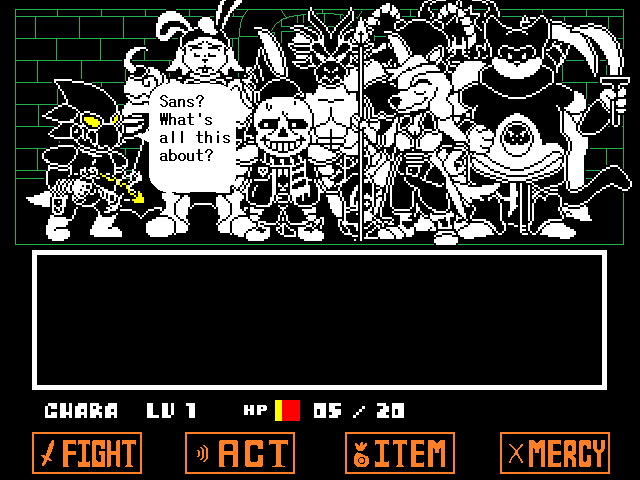 Sans?
What's
all this
about?
CHARA LV 1 HP 05 / 20
FIGHT ACT ITEM MERCY